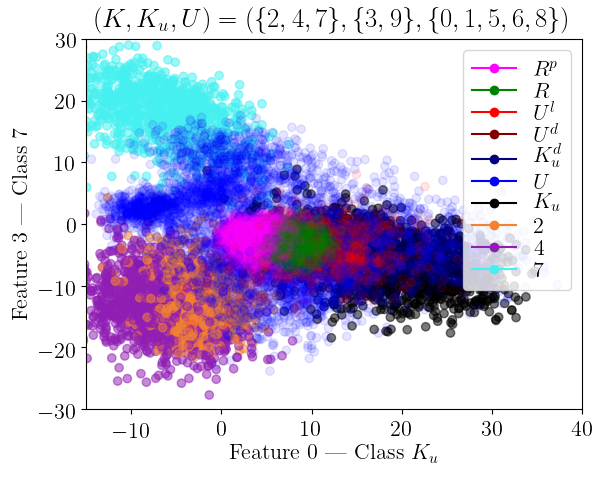 (K, K_u, U) = ({2, 4, 7}, {3, 9}, {0, 1, 5, 6, 8})
R^p
R
U^l
U^d
K_u^d
U
K_u
2
4
7
Feature 3 — Class 7
30
20
10
0
−10
−20
−30
−10
0
10
20
30
40
Feature 0 — Class K_u